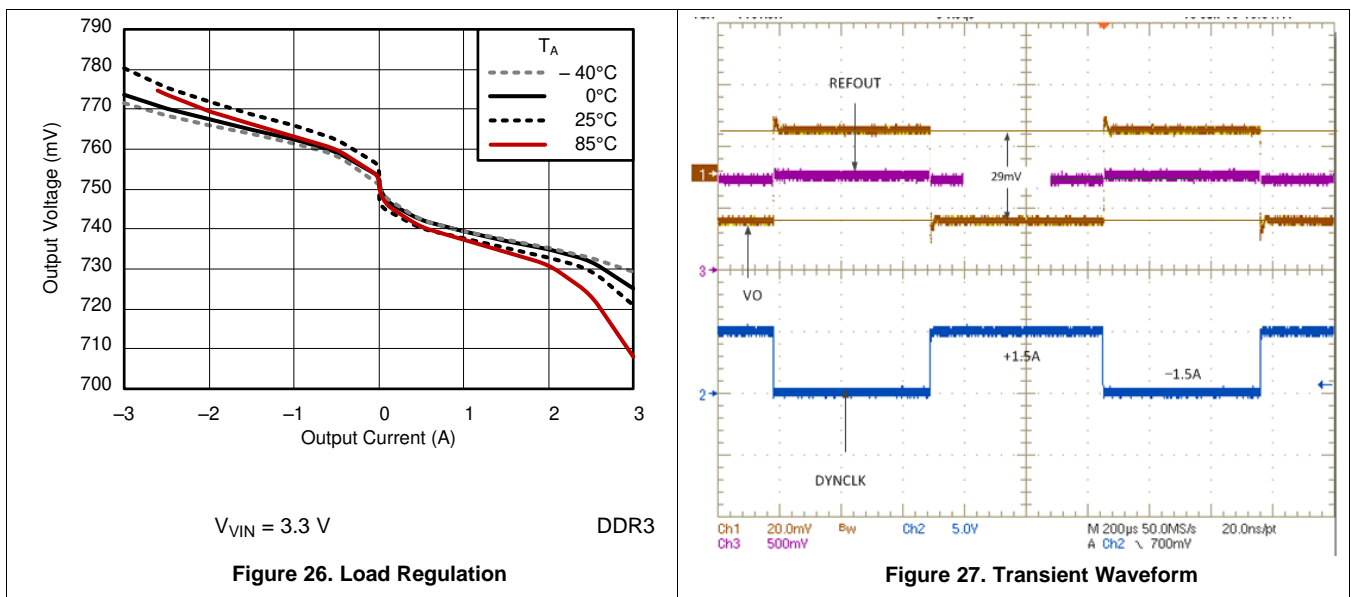 790
780
770
760
750
740
730
720
710
700
Output Voltage (mV)
T_A
– 40°C
0°C
25°C
85°C
–3
–2
–1
0
1
2
3
Output Current (A)
V_VIN = 3.3 V
DDR3
Figure 26. Load Regulation
REFOUT
1
29mV
3
VO
+1.5A
−1.5A
2
DYNCLK
Ch1 20.0mV Bw Ch2 5.0V M 200µs 50.0MS/s 20.0ns/pt
Ch3 500mV A Ch2 \ 700mV
Figure 27. Transient Waveform